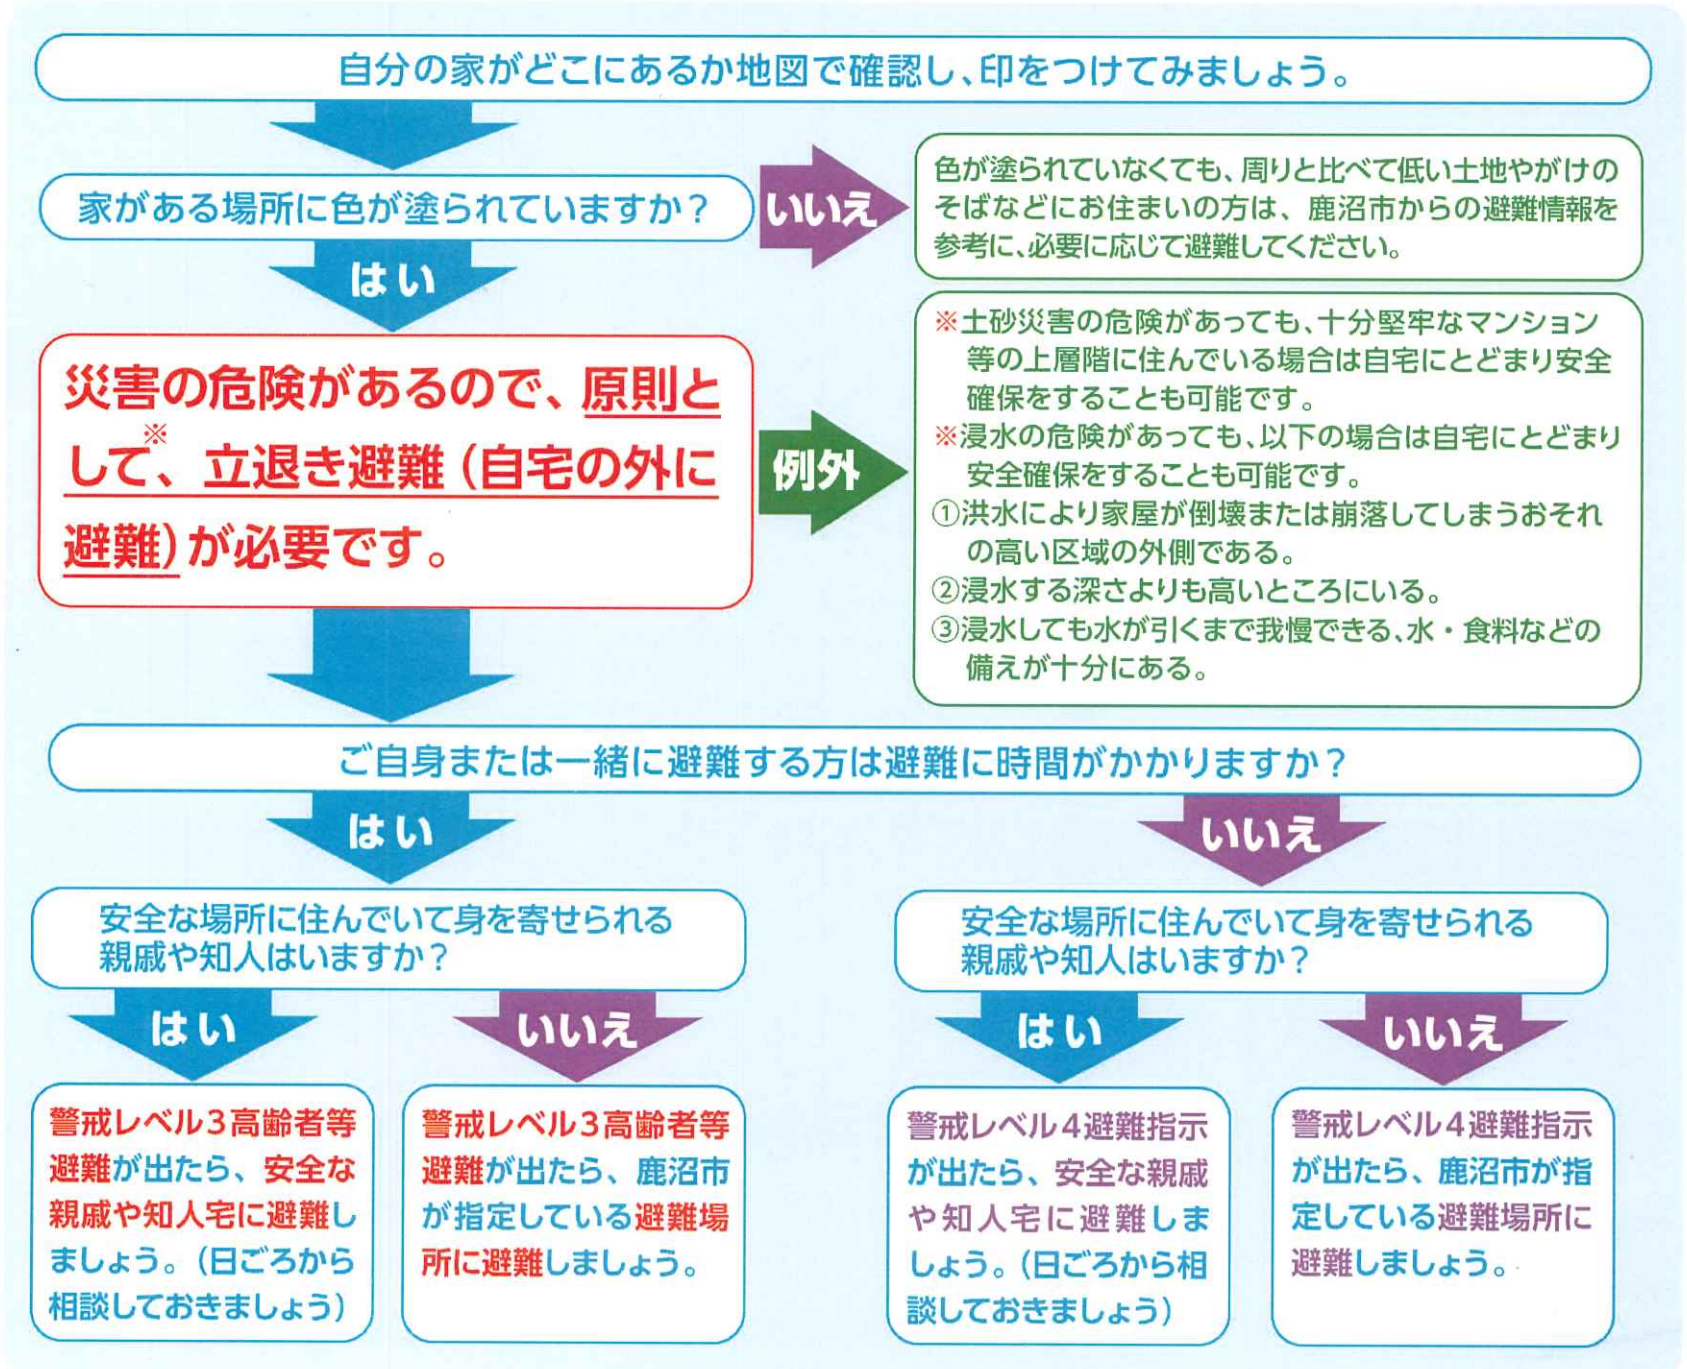 自分の家がどこにあるか地図で確認し、印をつけてみましょう。
家がある場所に色が塗られていますか？
いいえ
色が塗られていなくても、周りと比べて低い土地やがけの
そばなどにお住まいの方は、鹿沼市からの避難情報を
参考に、必要に応じて避難してください。
はい
災害の危険があるので、原則と
して※、立退き避難（自宅の外に
避難）が必要です。
例外
※土砂災害の危険があっても、十分堅牢なマンション
等の上層階に住んでいる場合は自宅にとどまり安全
確保をすることも可能です。
※浸水の危険があっても、以下の場合は自宅にとどまり
安全確保をすることも可能です。
①洪水により家屋が倒壊または崩落してしまうおそれ
の高い区域の外側である。
②浸水する深さよりも高いところにいる。
③浸水しても水が引くまで我慢できる、水・食料などの
備えが十分にある。
ご自身または一緒に避難する方は避難に時間がかかりますか？
はい
いいえ
安全な場所に住んでいて身を寄せられる
親戚や知人はいますか？
安全な場所に住んでいて身を寄せられる
親戚や知人はいますか？
はい
いいえ
はい
いいえ
警戒レベル３高齢者等
避難が出たら、安全な
親戚や知人宅に避難し
ましょう。（日ごろから
相談しておきましょう）
警戒レベル３高齢者等
避難が出たら、鹿沼市
が指定している避難場
所に避難しましょう。
警戒レベル４避難指示
が出たら、安全な親戚
や知人宅に避難しま
しょう。（日ごろから相
談しておきましょう）
警戒レベル４避難指示
が出たら、鹿沼市が指
定している避難場所に
避難しましょう。